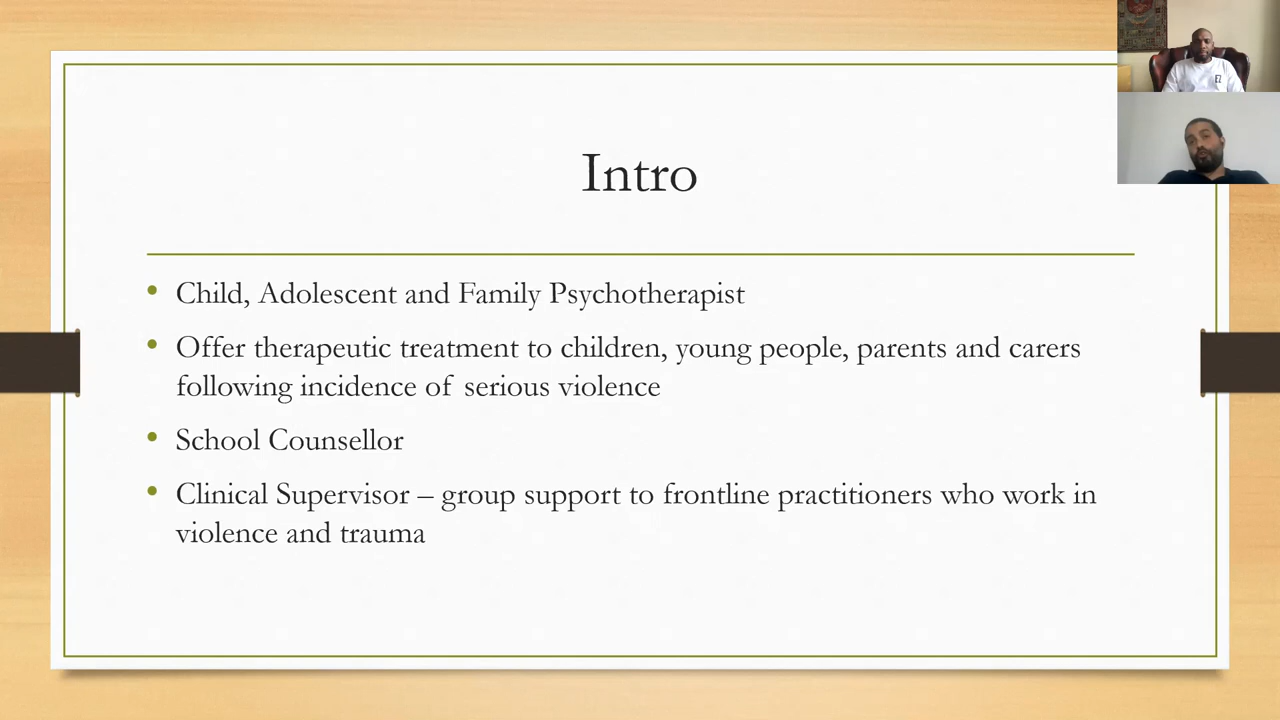 Intro
• Child, Adolescent and Family Psychotherapist
• Offer therapeutic treatment to children, young people, parents and carers
following incidence of serious violence
• School Counsellor
• Clinical Supervisor – group support to frontline practitioners who work in
violence and trauma